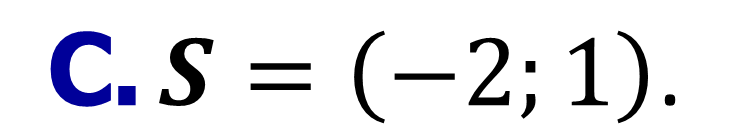 C. S = (−2; 1).